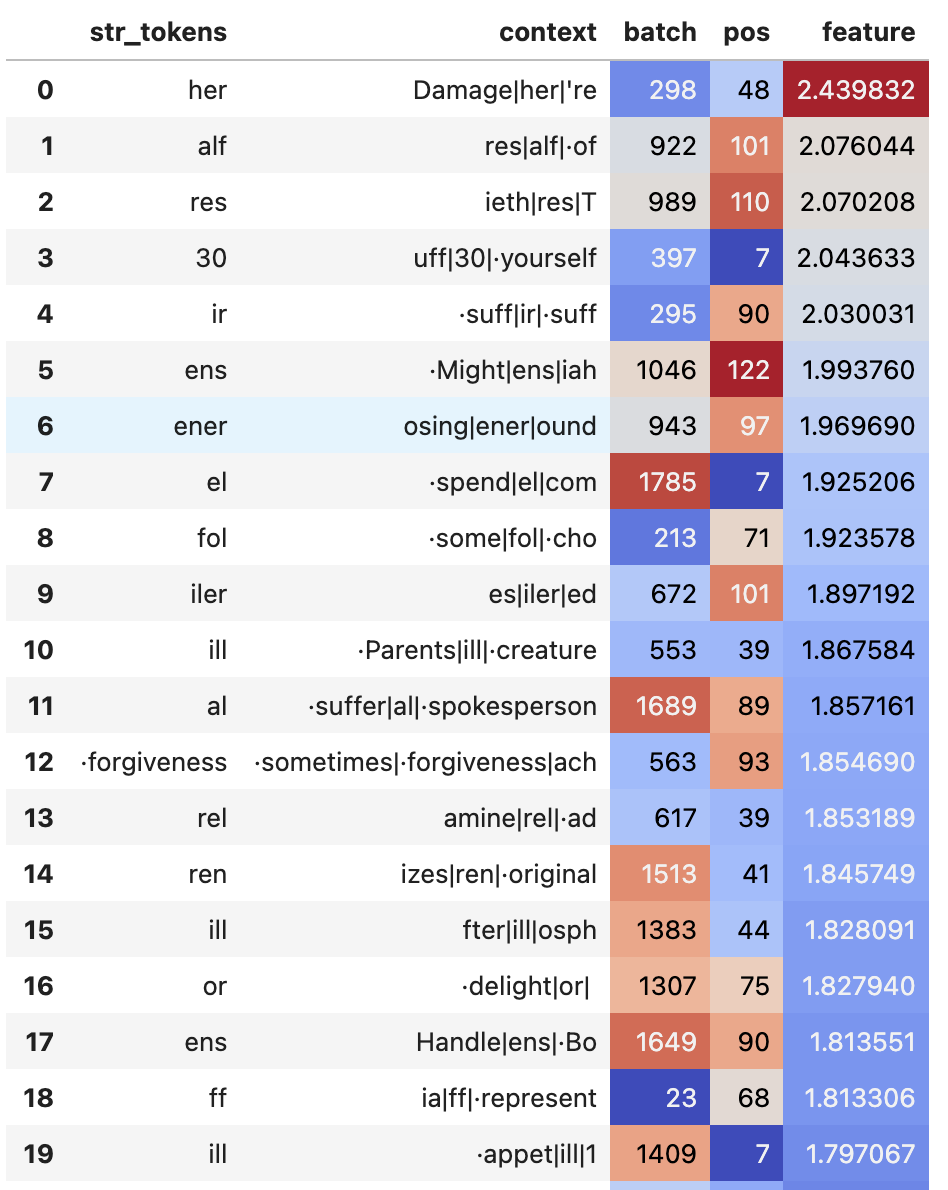 str_tokens context batch pos feature
0 her Damage|her|'re 298 48 2.439832
1 alf res|alf|·of 922 101 2.076044
2 res ieth|res|T 989 110 2.070208
3 30 uff|30|·yourself 397 7 2.043633
4 ir ·suff|ir|·suff 295 90 2.030031
5 ens ·Might|ens|iah 1046 122 1.993760
6 ener osing|ener|ound 943 97 1.969690
7 el ·spend|el|com 1785 7 1.925206
8 fol ·some|fol|·cho 213 71 1.923578
9 iler es|iler|ed 672 101 1.897192
10 ill ·Parents|ill|·creature 553 39 1.867584
11 al ·suffer|al|·spokesperson 1689 89 1.857161
12 ·forgiveness ·sometimes|·forgiveness|ach 563 93 1.854690
13 rel amine|rel|·ad 617 39 1.853189
14 ren izes|ren|·original 1513 41 1.845749
15 ill fter|ill|osph 1383 44 1.828091
16 or ·delight|or| 1307 75 1.827940
17 ens Handle|ens|·Bo 1649 90 1.813551
18 ff ia|ff|·represent 23 68 1.813306
19 ill ·appet|ill|1 1409 7 1.797067